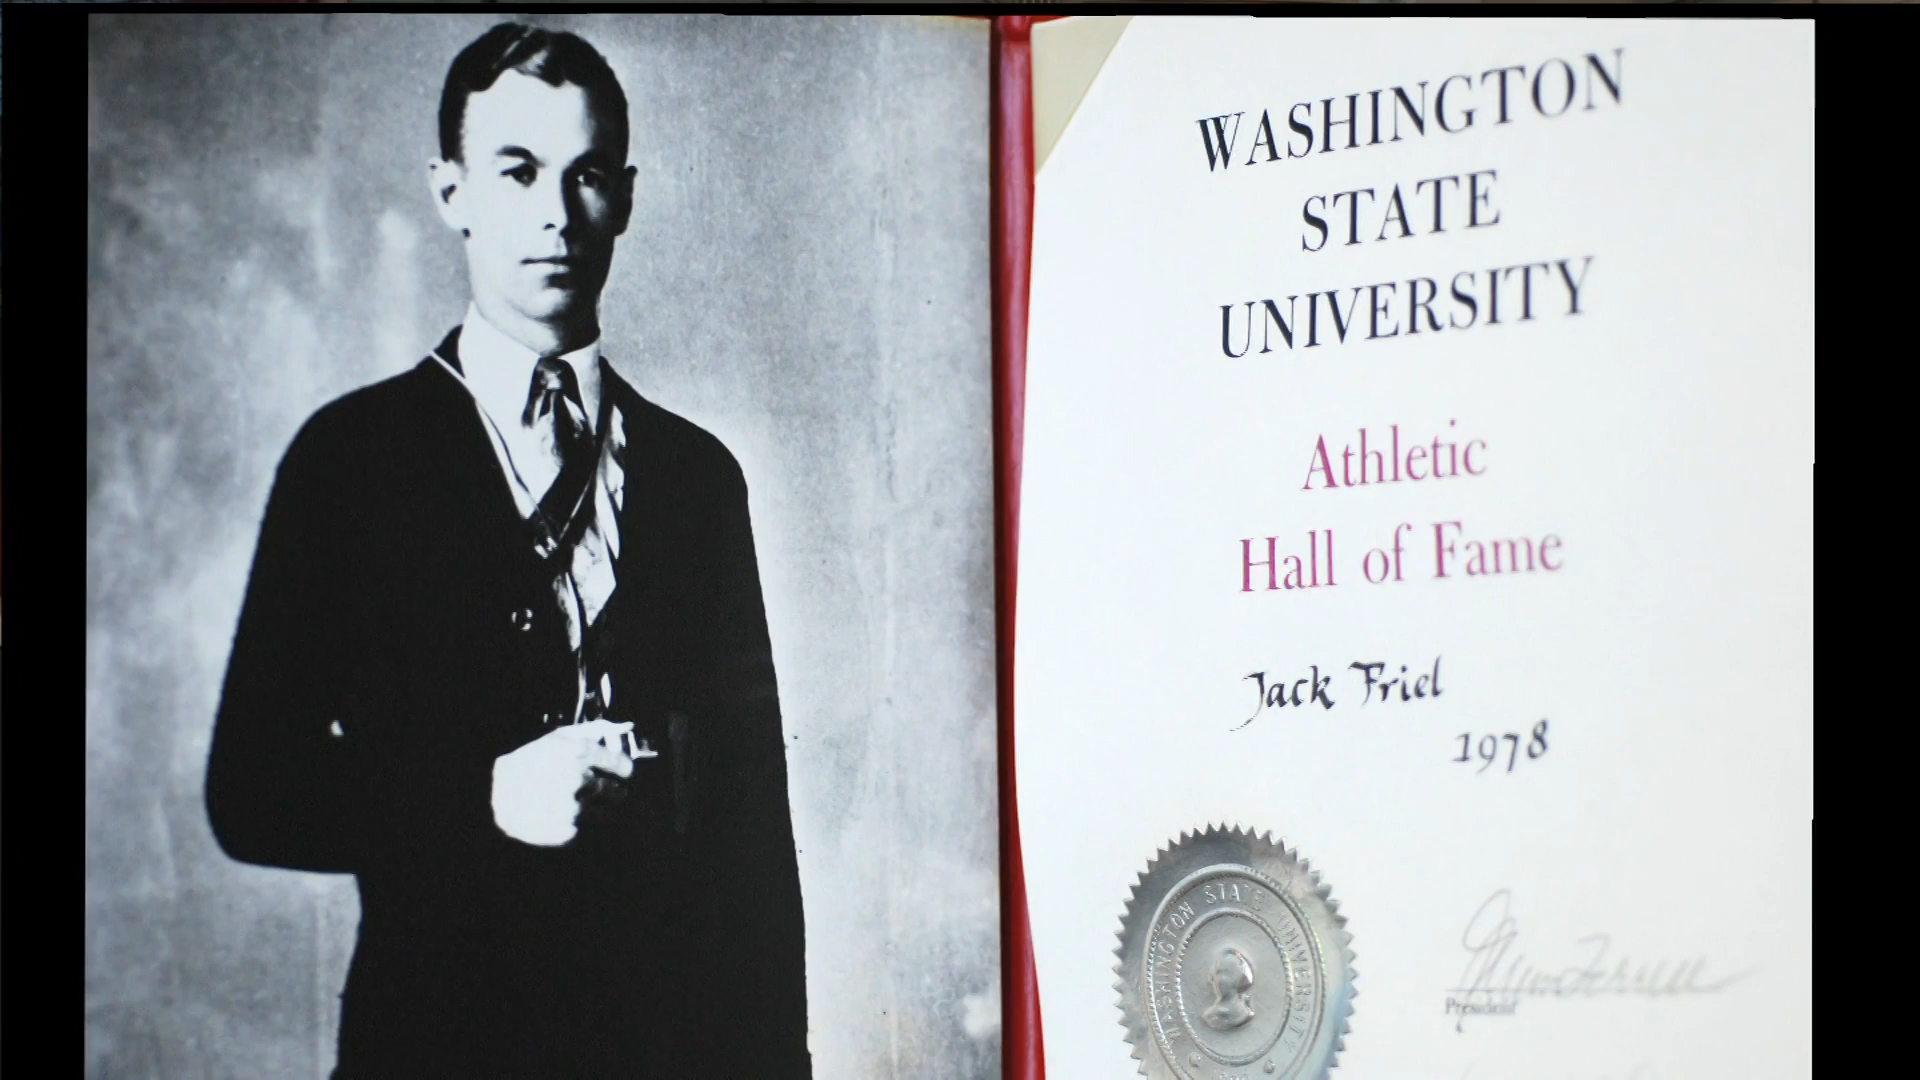 WASHINGTON
STATE
UNIVERSITY
Athletic
Hall of Fame
Jack Friel
1978
WASHINGTON STATE UNIVERSITY
President